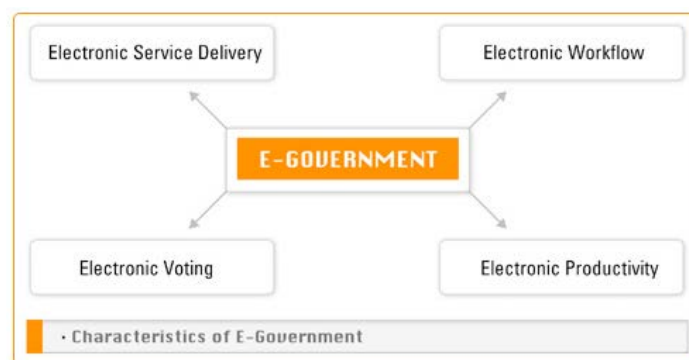 Electronic Service Delivery
Electronic Workflow
E-GOVERNMENT
Electronic Voting
Electronic Productivity
· Characteristics of E-Government